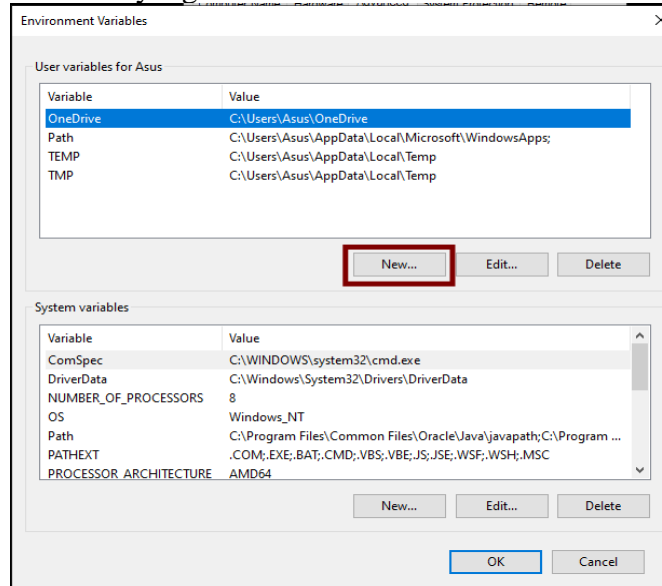 Environment Variables
User variables for Asus
Variable Value
OneDrive C:\Users\Asus\OneDrive
Path C:\Users\Asus\AppData\Local\Microsoft\WindowsApps;
TEMP C:\Users\Asus\AppData\Local\Temp
TMP C:\Users\Asus\AppData\Local\Temp
New... Edit... Delete
System variables
Variable Value
ComSpec C:\WINDOWS\system32\cmd.exe
DriverData C:\Windows\System32\Drivers\DriverData
NUMBER_OF_PROCESSORS 8
OS Windows_NT
Path C:\Program Files\Common Files\Oracle\Java\javapath;C:\Program ...
PATHEXT .COM;.EXE;.BAT;.CMD;.VBS;.VBE;.JS;.JSE;.WSF;.WSH;.MSC
PROCESSOR_ARCHITECTURE AMD64
New... Edit... Delete
OK Cancel